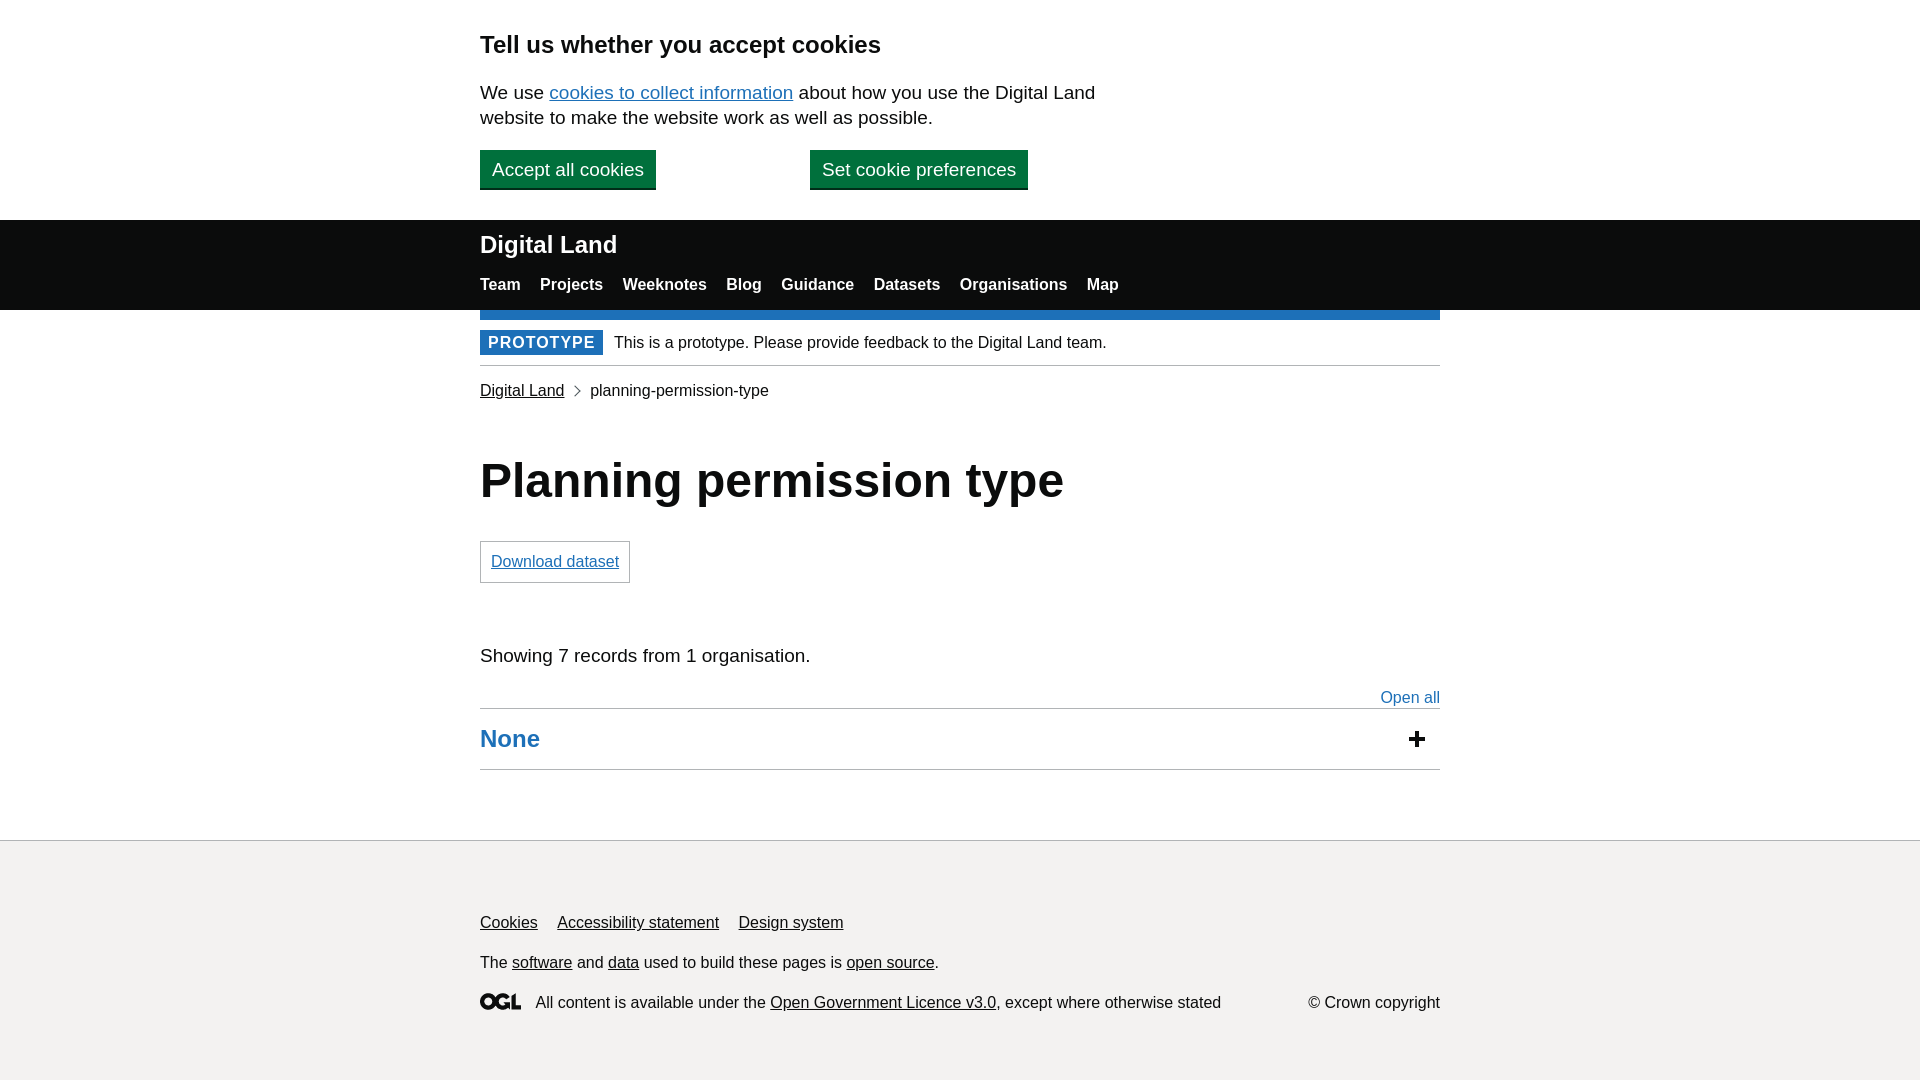 Tell us whether you accept cookies
We use cookies to collect information about how you use the Digital Land
website to make the website work as well as possible.
Accept all cookies
Set cookie preferences
Digital Land
Team Projects Weeknotes Blog Guidance Datasets Organisations Map
PROTOTYPE This is a prototype. Please provide feedback to the Digital Land team.
Digital Land planning-permission-type
Planning permission type
Download dataset
Showing 7 records from 1 organisation.
Open all
None
Cookies Accessibility statement Design system
The software and data used to build these pages is open source.
OGL All content is available under the Open Government Licence v3.0, except where otherwise stated
© Crown copyright